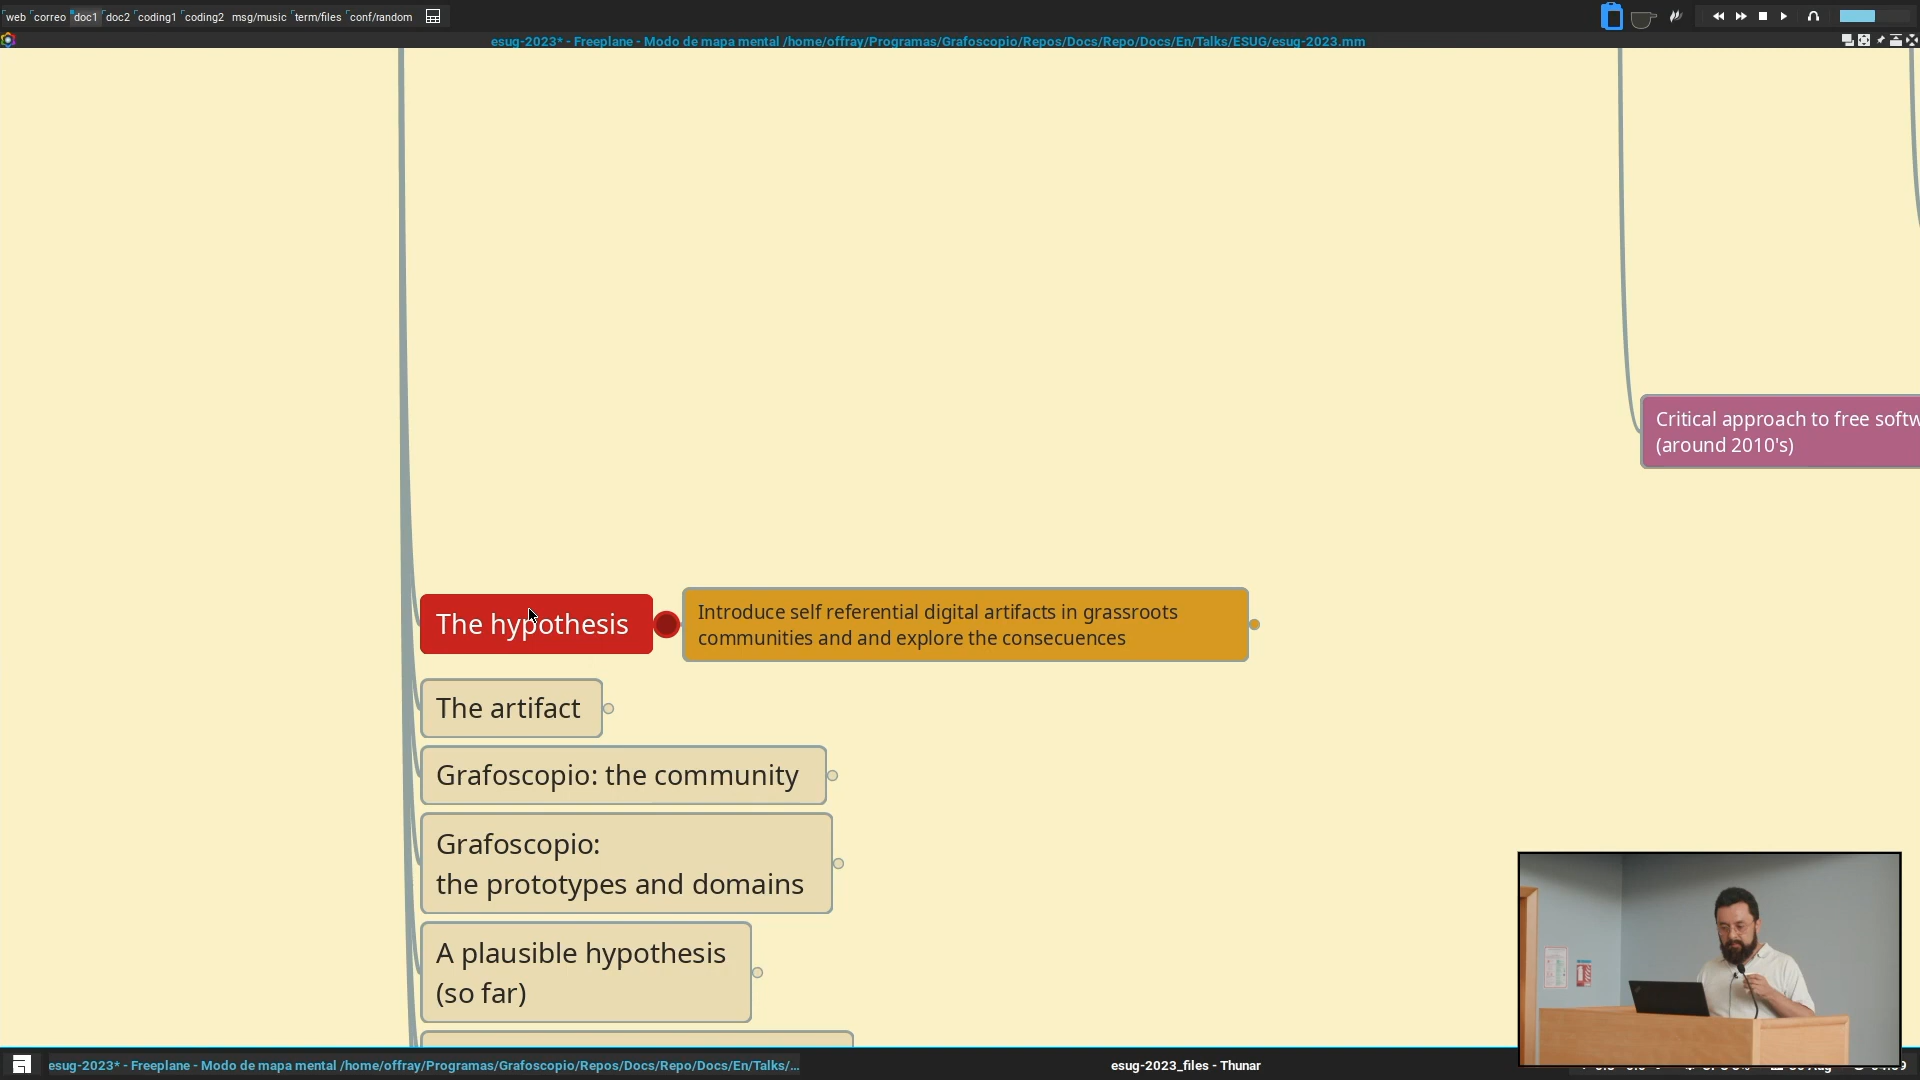 web correo doc1 doc2 coding1 coding2 msg/music term/files conf/random
esug-2023* - Freeplane - Modo de mapa mental /home/offray/Programas/Grafoscopio/Repos/Docs/Repo/Docs/En/Talks/ESUG/esug-2023.mm
Critical approach to free softw
(around 2010's)
The hypothesis
Introduce self referential digital artifacts in grassroots
communities and and explore the consecuences
The artifact
Grafoscopio: the community
Grafoscopio:
the prototypes and domains
A plausible hypothesis
(so far)
esug-2023* - Freeplane - Modo de mapa mental /home/offray/Programas/Grafoscopio/Repos/Docs/Repo/Docs/En/Talks/...
esug-2023_files - Thunar